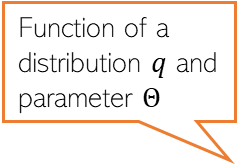 Function of a
distribution q and
parameter Θ